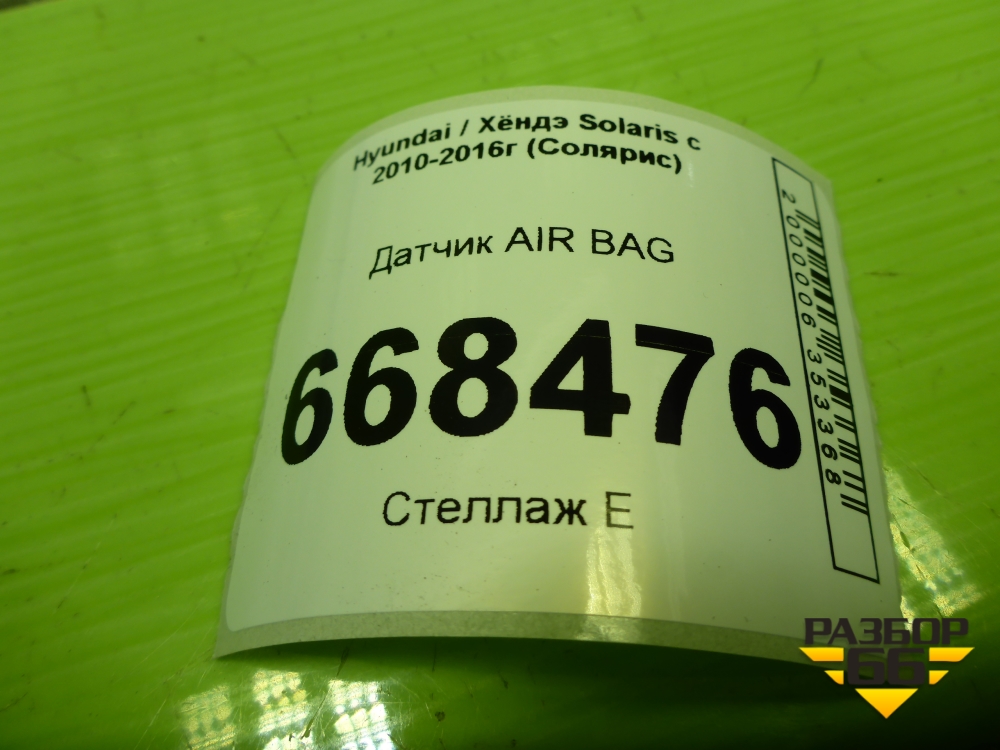 Hyundai / Хёндэ Solaris с
2010-2016г (Солярис)
Датчик AIR BAG
668476
Стеллаж Е
2000006353368
РАЗБОР
66